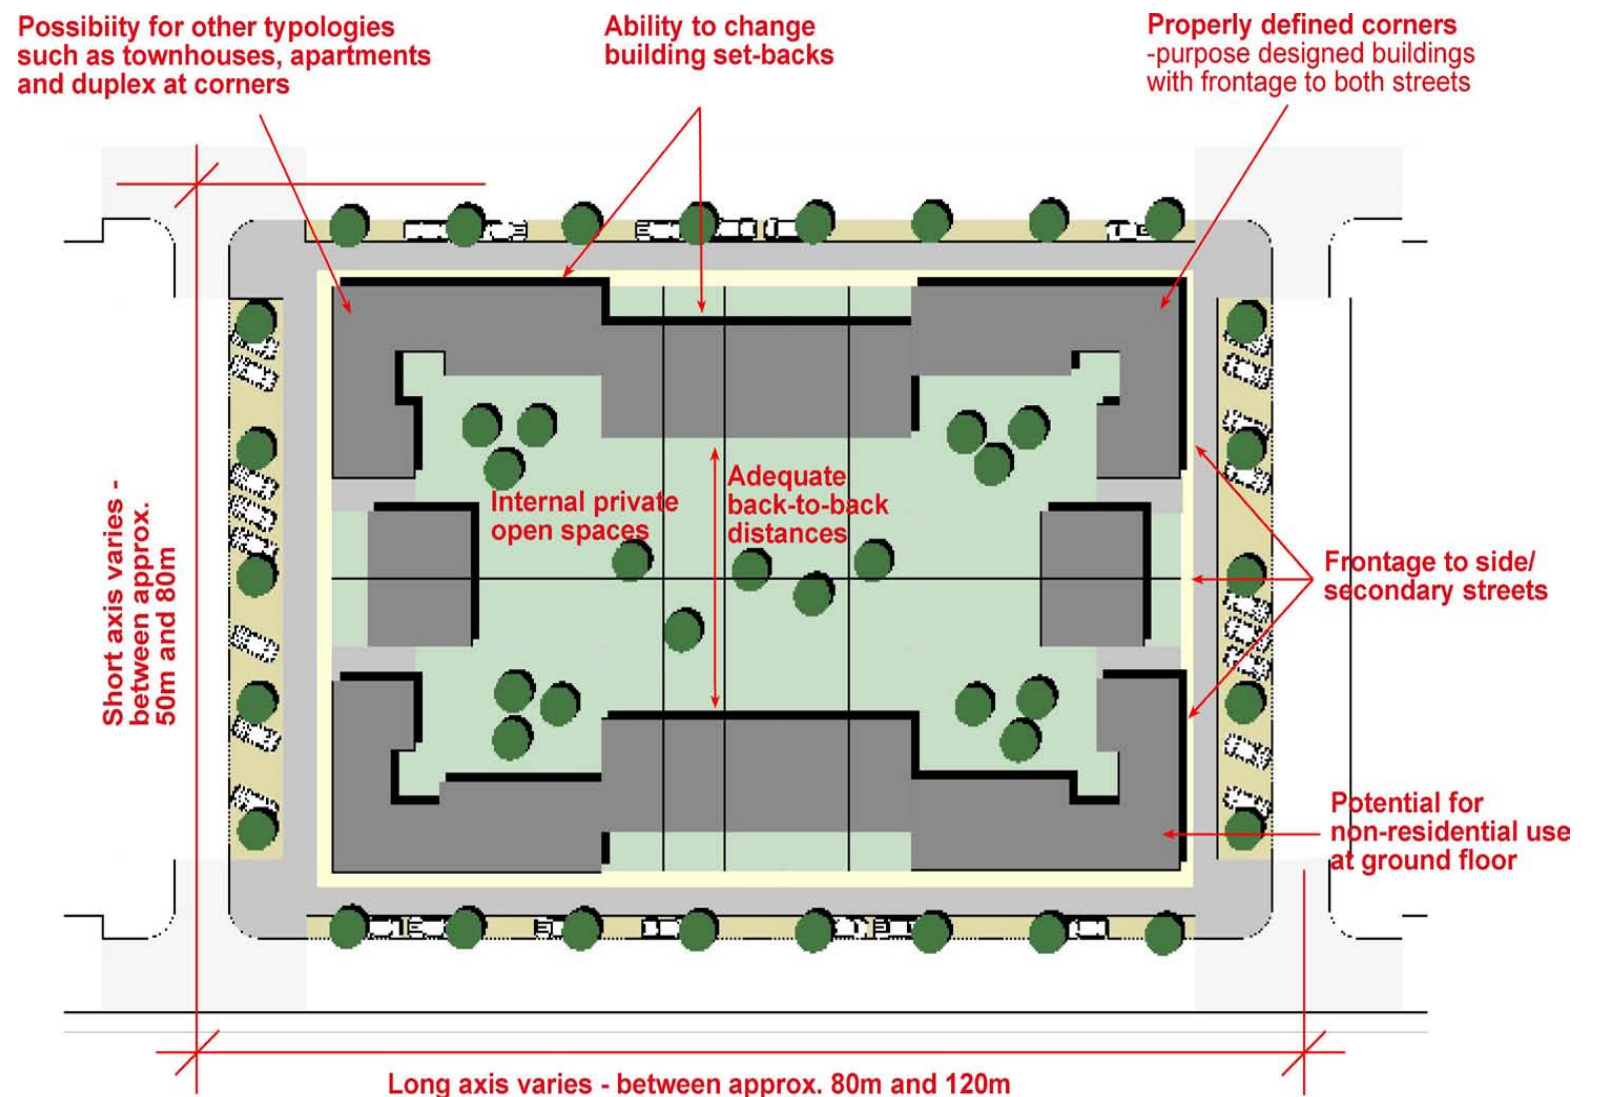 Possibiity for other typologies
such as townhouses, apartments
and duplex at corners
Ability to change
building set-backs
Properly defined corners
-purpose designed buildings
with frontage to both streets
Short axis varies -
between approx.
50m and 80m
Internal private
open spaces
Adequate
back-to-back
distances
Frontage to side/
secondary streets
Potential for
non-residential use
at ground floor
Long axis varies - between approx. 80m and 120m